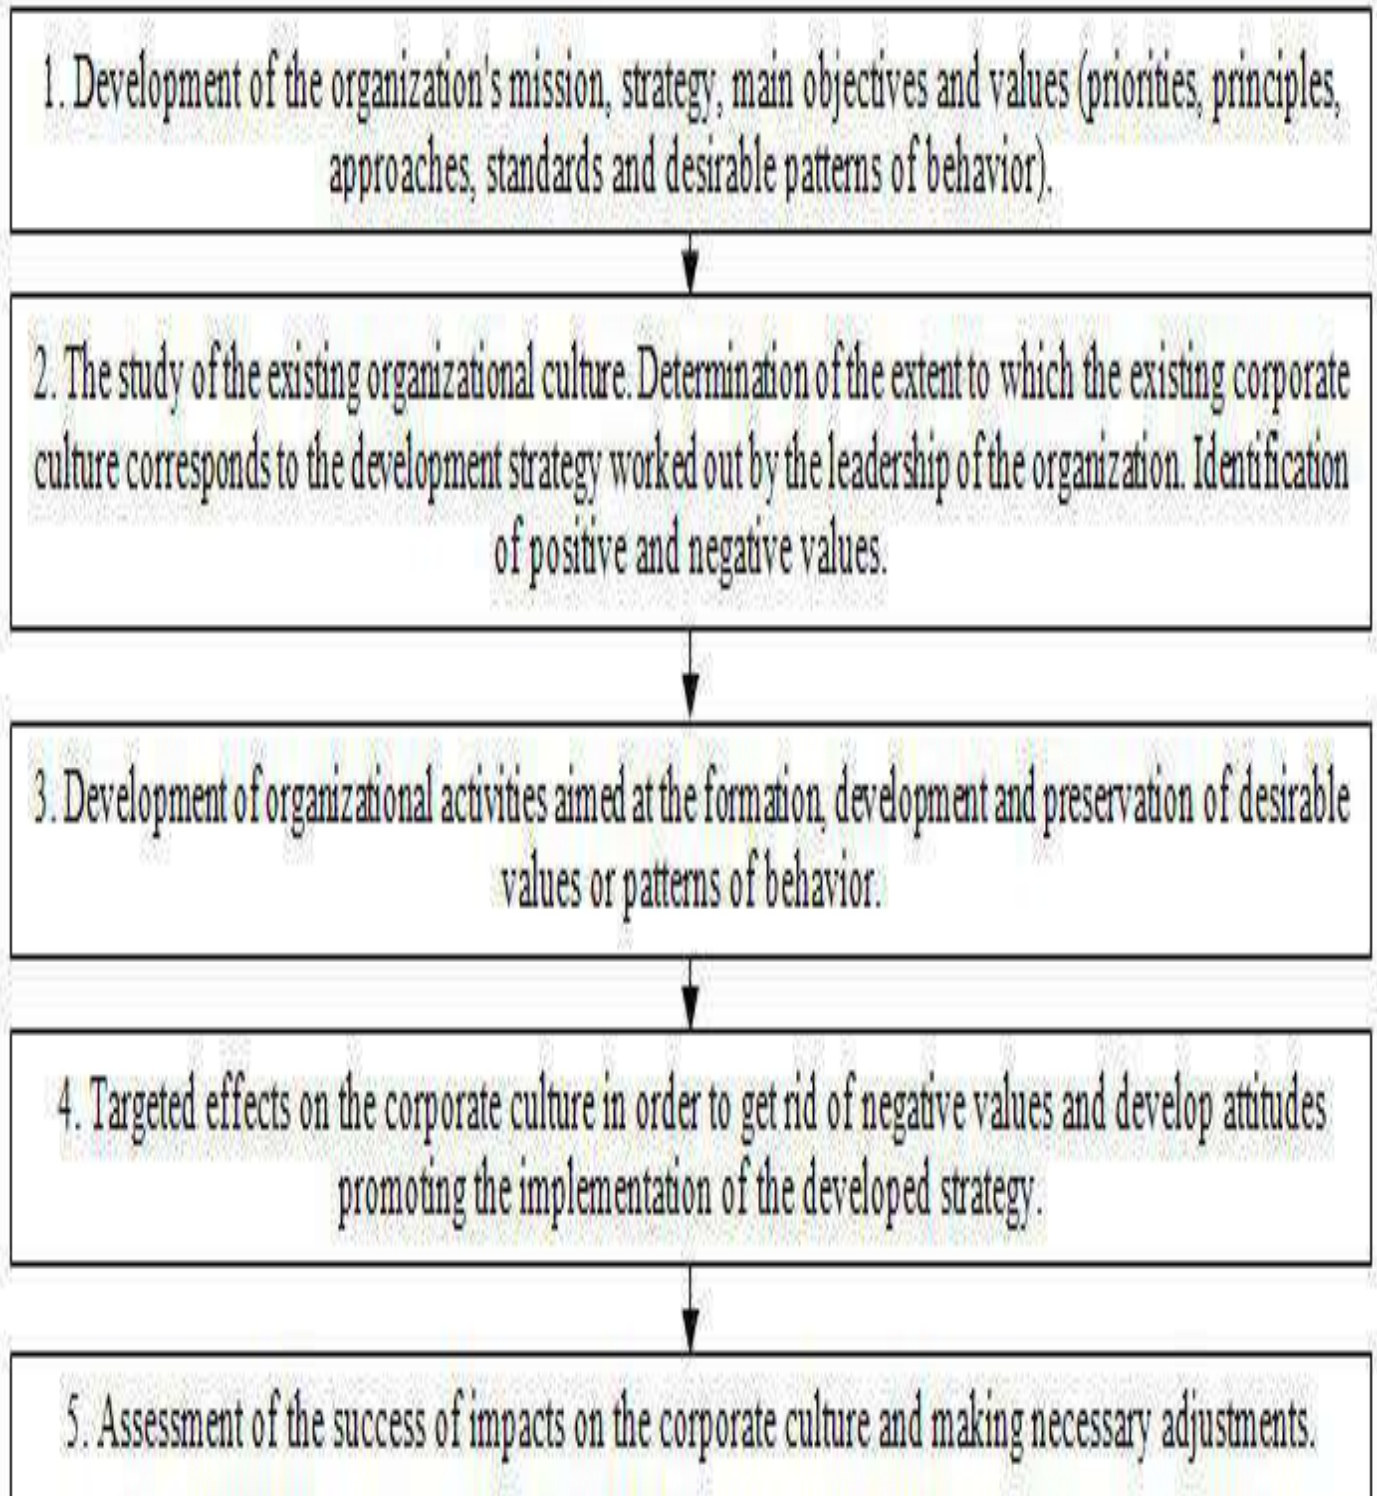 1. Development of the organization's mission, strategy, main objectives and values (priorities, principles,
approaches, standards and desirable patterns of behavior).
2. The study of the existing organizational culture. Determination of the extent to which the existing corporate
culture corresponds to the development strategy worked out by the leadership of the organization. Identification
of positive and negative values.
3. Development of organizational activities aimed at the formation, development and preservation of desirable
values or patterns of behavior.
4. Targeted effects on the corporate culture in order to get rid of negative values and develop attitudes
promoting the implementation of the developed strategy.
5. Assessment of the success of impacts on the corporate culture and making necessary adjustments.